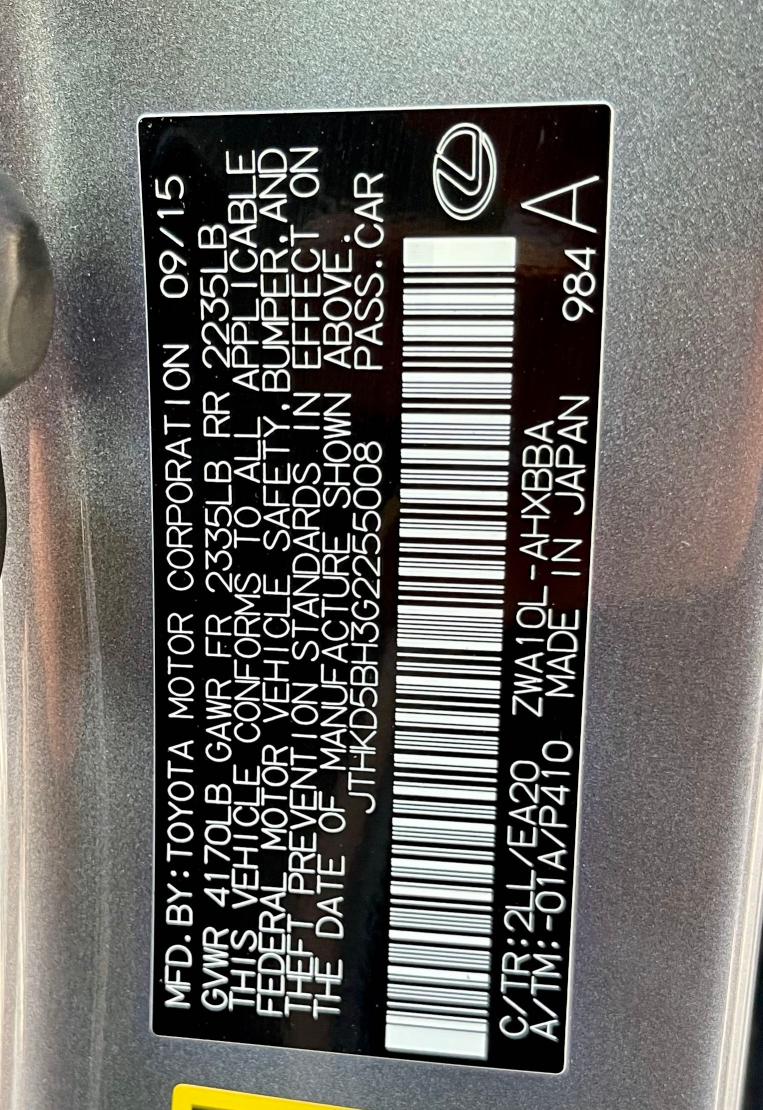 MFD.BY:TOYOTA MOTOR CORPORATION 09/15
GVWR 4170LB GAWR FR 2335LB RR 2235LB
THIS VEHICLE CONFORMS TO ALL APPLICABLE
FEDERAL MOTOR VEHICLE SAFETY, BUMPER, AND
THEFT PREVENTION STANDARDS IN EFFECT ON
THE DATE OF MANUFACTURE SHOWN ABOVE.
JTHKD5BH3G2255008 PASS.CAR
C/TR:2LL/EA20 ZWA10L-AHXBBA 984 A
A/TM:-01A/P410 MADE IN JAPAN